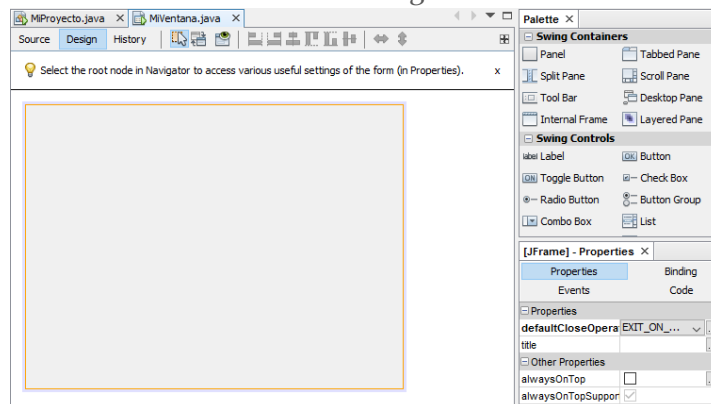 MiProyecto.java
MiVentana.java
Source Design History
Select the root node in Navigator to access various useful settings of the form (in Properties). x
Palette
Swing Containers
Panel Tabbed Pane
Split Pane Scroll Pane
Tool Bar Desktop Pane
Internal Frame Layered Pane
Swing Controls
label Label OK Button
ON Toggle Button Check Box
Radio Button Button Group
Combo Box List
[JFrame] - Properties
Properties Binding
Events Code
Properties
defaultCloseOpera EXIT_ON_...
title
Other Properties
alwaysOnTop
alwaysOnTopSuppor